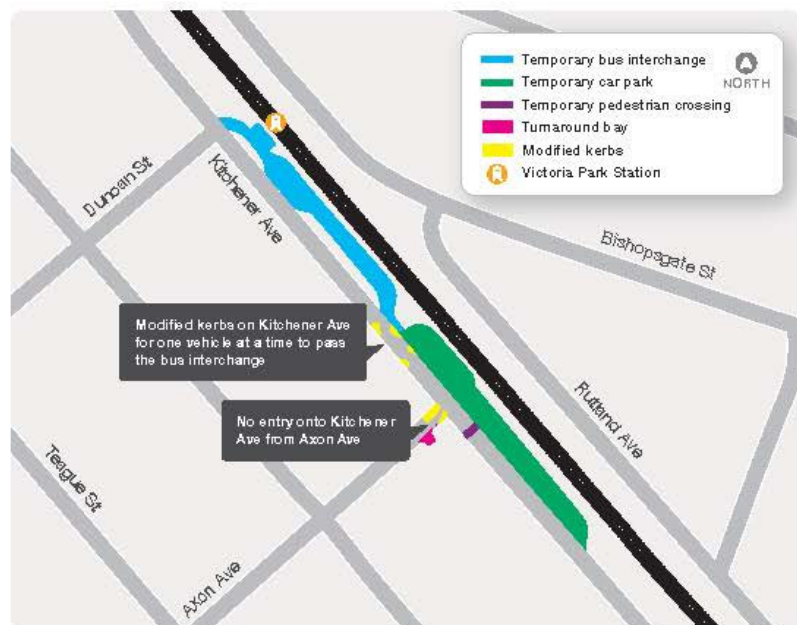 Temporary bus interchange
Temporary car park
Temporary pedestrian crossing
Turnaround bay
Modified kerbs
Victoria Park Station
NORTH
Duncan St
Kitchener Ave
Bishopsgate St
Modified kerbs on Kitchener Ave
for one vehicle at a time to pass
the bus interchange
No entry onto Kitchener
Ave from Axon Ave
Rutland Ave
Teague St
Axon Ave